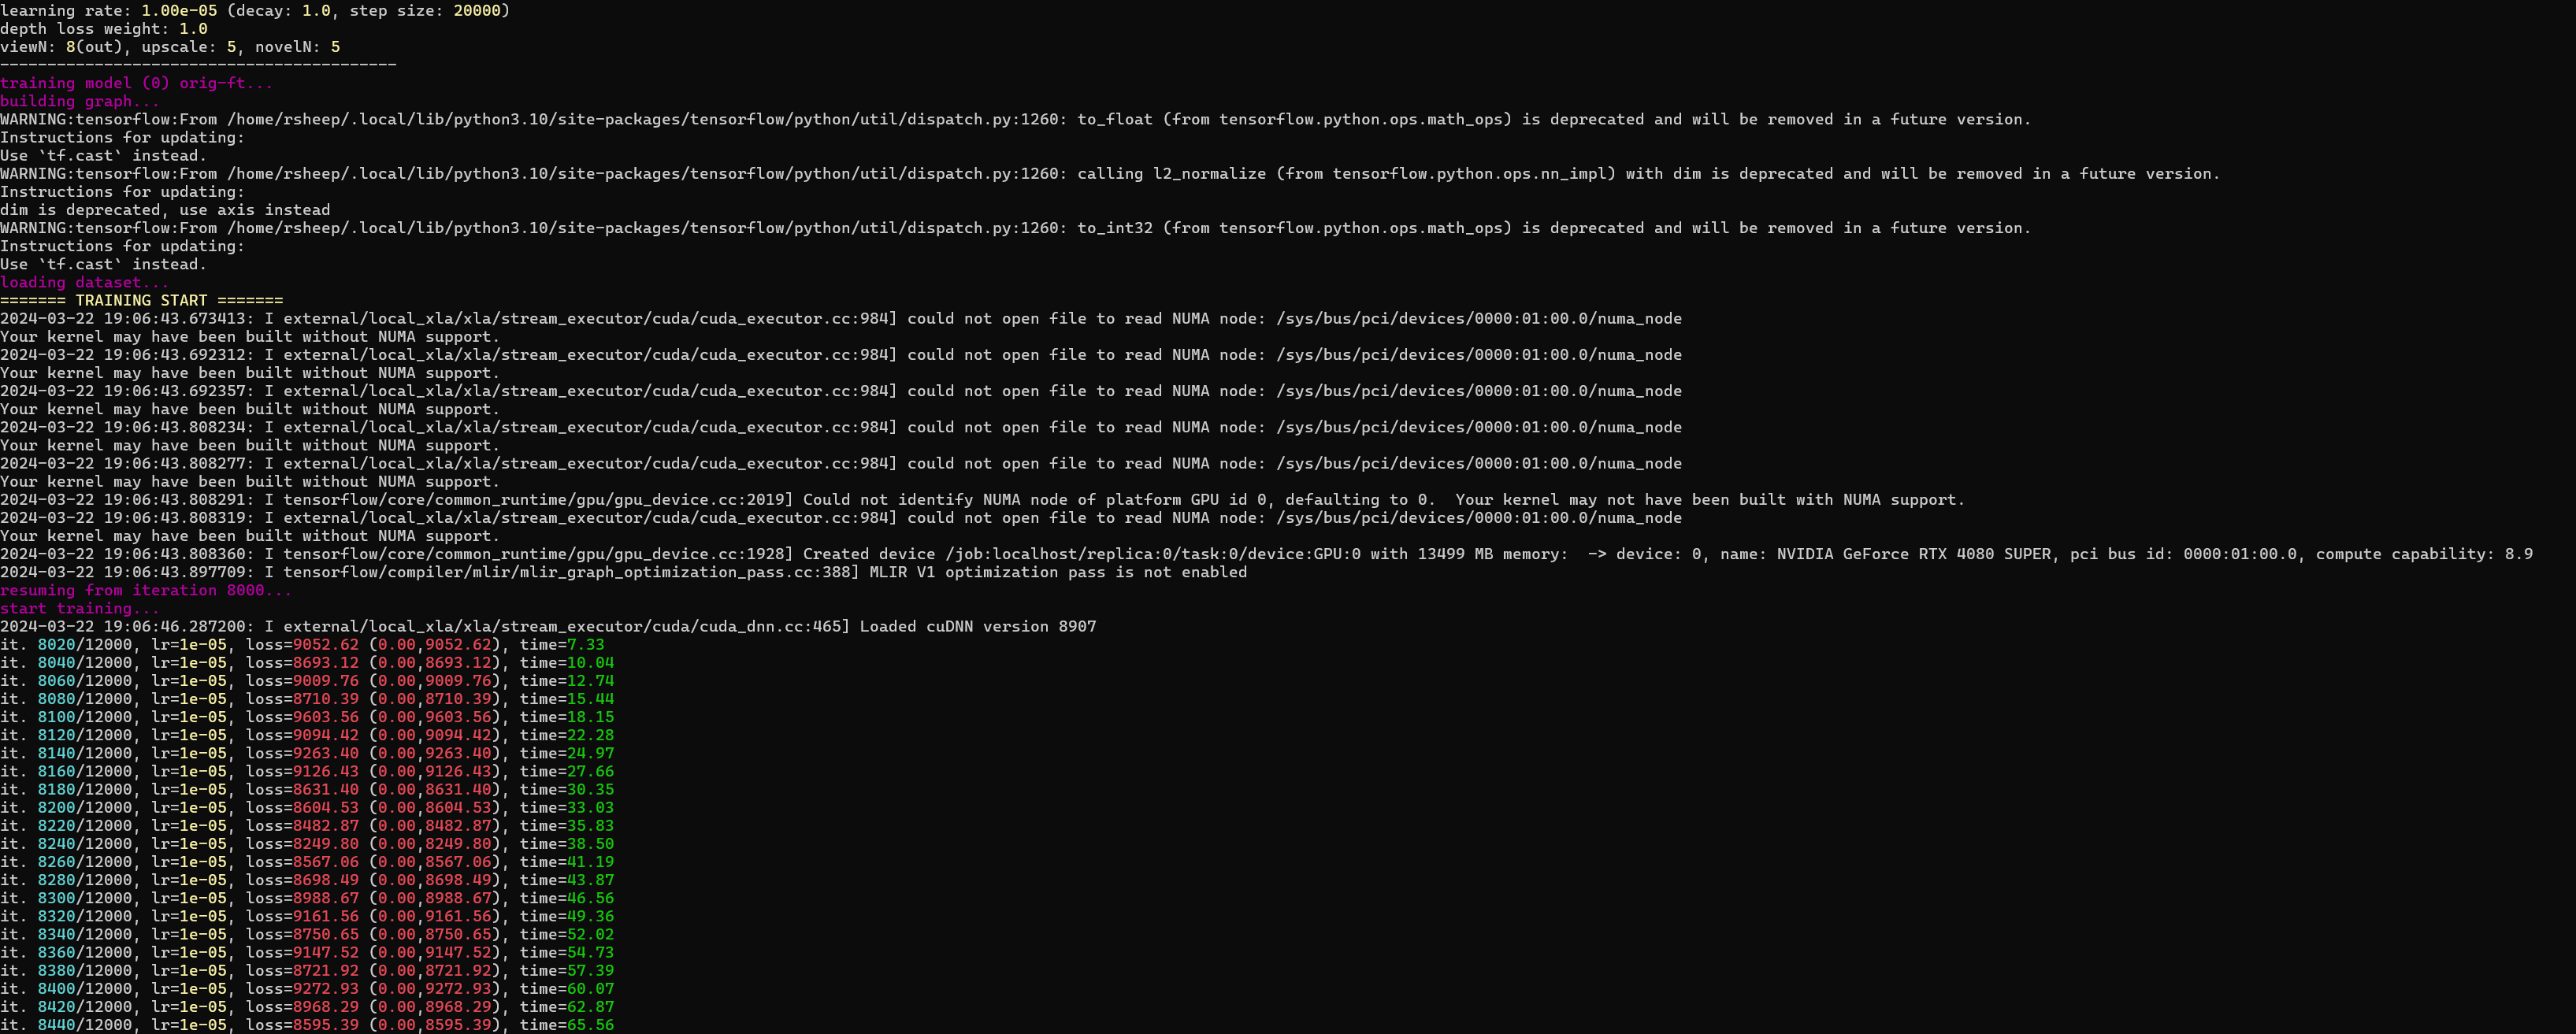 learning rate: 1.00e-05 (decay: 1.0, step size: 20000)
depth loss weight: 1.0
viewN: 8(out), upscale: 5, novelN: 5
------------------------------------------
training model (0) orig-ft...
building graph...
WARNING:tensorflow:From /home/rsheep/.local/lib/python3.10/site-packages/tensorflow/python/util/dispatch.py:1260: to_float (from tensorflow.python.ops.math_ops) is deprecated and will be removed in a future version.
Instructions for updating:
Use `tf.cast` instead.
WARNING:tensorflow:From /home/rsheep/.local/lib/python3.10/site-packages/tensorflow/python/util/dispatch.py:1260: calling l2_normalize (from tensorflow.python.ops.nn_impl) with dim is deprecated and will be removed in a future version.
Instructions for updating:
dim is deprecated, use axis instead
WARNING:tensorflow:From /home/rsheep/.local/lib/python3.10/site-packages/tensorflow/python/util/dispatch.py:1260: to_int32 (from tensorflow.python.ops.math_ops) is deprecated and will be removed in a future version.
Instructions for updating:
Use `tf.cast` instead.
loading dataset...
======= TRAINING START =======
2024-03-22 19:06:43.673413: I external/local_xla/xla/stream_executor/cuda/cuda_executor.cc:984] could not open file to read NUMA node: /sys/bus/pci/devices/0000:01:00.0/numa_node
Your kernel may have been built without NUMA support.
2024-03-22 19:06:43.692312: I external/local_xla/xla/stream_executor/cuda/cuda_executor.cc:984] could not open file to read NUMA node: /sys/bus/pci/devices/0000:01:00.0/numa_node
Your kernel may have been built without NUMA support.
2024-03-22 19:06:43.692357: I external/local_xla/xla/stream_executor/cuda/cuda_executor.cc:984] could not open file to read NUMA node: /sys/bus/pci/devices/0000:01:00.0/numa_node
Your kernel may have been built without NUMA support.
2024-03-22 19:06:43.808234: I external/local_xla/xla/stream_executor/cuda/cuda_executor.cc:984] could not open file to read NUMA node: /sys/bus/pci/devices/0000:01:00.0/numa_node
Your kernel may have been built without NUMA support.
2024-03-22 19:06:43.808277: I external/local_xla/xla/stream_executor/cuda/cuda_executor.cc:984] could not open file to read NUMA node: /sys/bus/pci/devices/0000:01:00.0/numa_node
Your kernel may have been built without NUMA support.
2024-03-22 19:06:43.808291: I tensorflow/core/common_runtime/gpu/gpu_device.cc:2019] Could not identify NUMA node of platform GPU id 0, defaulting to 0.  Your kernel may not have been built with NUMA support.
2024-03-22 19:06:43.808319: I external/local_xla/xla/stream_executor/cuda/cuda_executor.cc:984] could not open file to read NUMA node: /sys/bus/pci/devices/0000:01:00.0/numa_node
Your kernel may have been built without NUMA support.
2024-03-22 19:06:43.808360: I tensorflow/core/common_runtime/gpu/gpu_device.cc:1928] Created device /job:localhost/replica:0/task:0/device:GPU:0 with 13499 MB memory:  -> device: 0, name: NVIDIA GeForce RTX 4080 SUPER, pci bus id: 0000:01:00.0, compute capability: 8.9
2024-03-22 19:06:43.897709: I tensorflow/compiler/mlir/mlir_graph_optimization_pass.cc:388] MLIR V1 optimization pass is not enabled
resuming from iteration 8000...
start training...
2024-03-22 19:06:46.287200: I external/local_xla/xla/stream_executor/cuda/cuda_dnn.cc:465] Loaded cuDNN version 8907
it. 8020/12000, lr=1e-05, loss=9052.62 (0.00,9052.62), time=7.33
it. 8040/12000, lr=1e-05, loss=8693.12 (0.00,8693.12), time=10.04
it. 8060/12000, lr=1e-05, loss=9009.76 (0.00,9009.76), time=12.74
it. 8080/12000, lr=1e-05, loss=8710.39 (0.00,8710.39), time=15.44
it. 8100/12000, lr=1e-05, loss=9603.56 (0.00,9603.56), time=18.15
it. 8120/12000, lr=1e-05, loss=9094.42 (0.00,9094.42), time=22.28
it. 8140/12000, lr=1e-05, loss=9263.40 (0.00,9263.40), time=24.97
it. 8160/12000, lr=1e-05, loss=9126.43 (0.00,9126.43), time=27.66
it. 8180/12000, lr=1e-05, loss=8631.40 (0.00,8631.40), time=30.35
it. 8200/12000, lr=1e-05, loss=8604.53 (0.00,8604.53), time=33.03
it. 8220/12000, lr=1e-05, loss=8482.87 (0.00,8482.87), time=35.83
it. 8240/12000, lr=1e-05, loss=8249.80 (0.00,8249.80), time=38.50
it. 8260/12000, lr=1e-05, loss=8567.06 (0.00,8567.06), time=41.19
it. 8280/12000, lr=1e-05, loss=8698.49 (0.00,8698.49), time=43.87
it. 8300/12000, lr=1e-05, loss=8988.67 (0.00,8988.67), time=46.56
it. 8320/12000, lr=1e-05, loss=9161.56 (0.00,9161.56), time=49.36
it. 8340/12000, lr=1e-05, loss=8750.65 (0.00,8750.65), time=52.02
it. 8360/12000, lr=1e-05, loss=9147.52 (0.00,9147.52), time=54.73
it. 8380/12000, lr=1e-05, loss=8721.92 (0.00,8721.92), time=57.39
it. 8400/12000, lr=1e-05, loss=9272.93 (0.00,9272.93), time=60.07
it. 8420/12000, lr=1e-05, loss=8968.29 (0.00,8968.29), time=62.87
it. 8440/12000, lr=1e-05, loss=8595.39 (0.00,8595.39), time=65.56